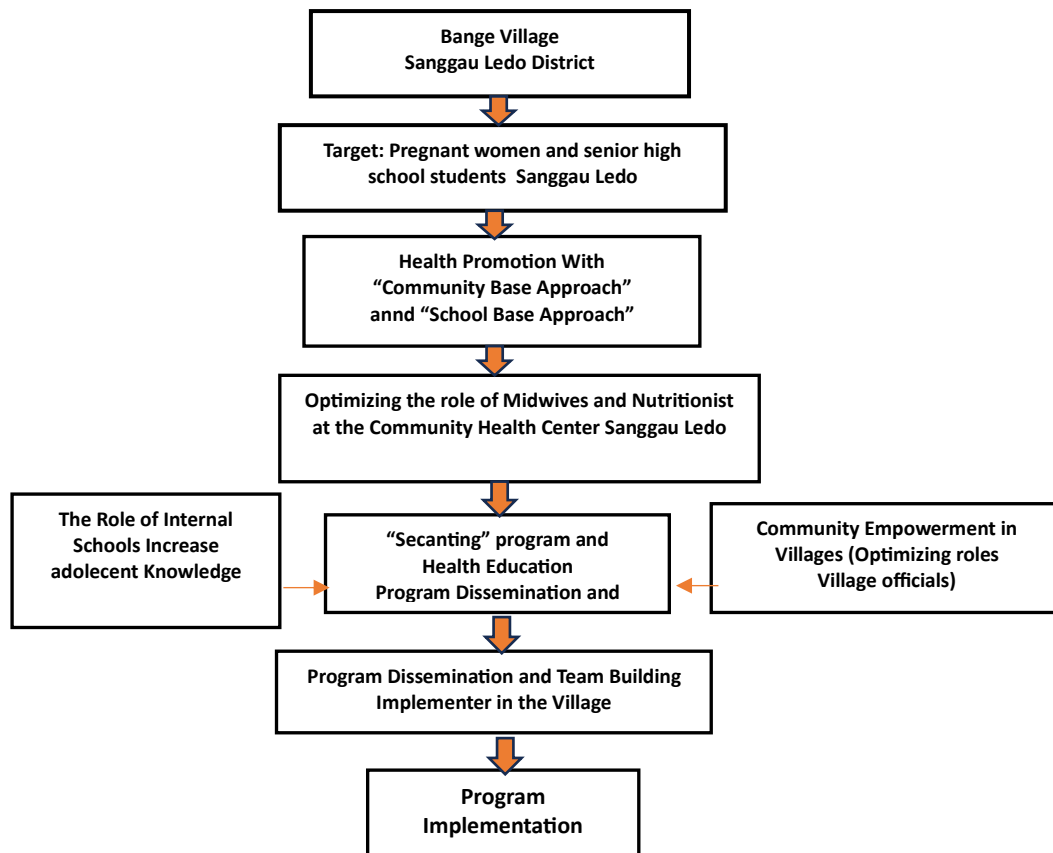 Bange Village
Sanggau Ledo District
Target: Pregnant women and senior high
school students Sanggau Ledo
Health Promotion With
“Community Base Approach”
annd “School Base Approach”
Optimizing the role of Midwives and Nutritionist
at the Community Health Center Sanggau Ledo
The Role of Internal
Schools Increase
adolecent Knowledge
“Secanting” program and
Health Education
Program Dissemination and
Community Empowerment in
Villages (Optimizing roles
Village officials)
Program Dissemination and Team Building
Implementer in the Village
Program
Implementation